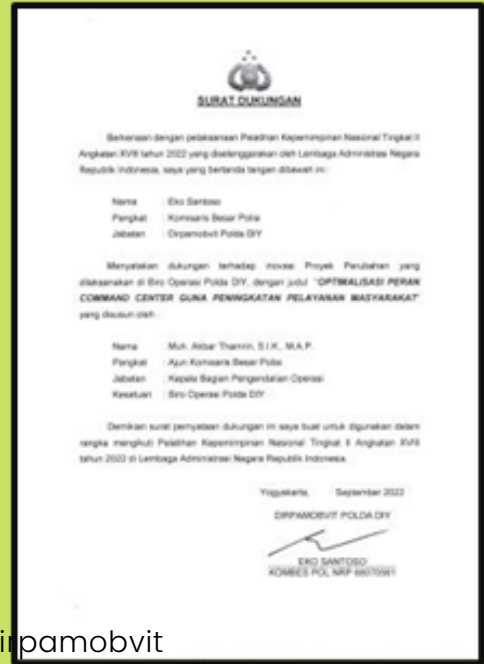 SURAT DUKUNGAN
Berkenaan dengan pelaksanaan Pelatihan Kepemimpinan Nasional Tingkat II
Angkatan XVIII tahun 2022 yang diselenggarakan oleh Lembaga Administrasi Negara
Republik Indonesia, saya yang bertanda tangan dibawah ini :
Nama : Eko Santoso
Pangkat : Komisaris Besar Polisi
Jabatan : Dirpamobvit Polda DIY
Menyatakan dukungan terhadap inovasi Proyek Perubahan yang
dilaksanakan di Biro Operasi Polda DIY, dengan judul "OPTIMALISASI PERAN
COMMAND CENTER GUNA PENINGKATAN PELAYANAN MASYARAKAT"
yang disusun oleh :
Nama : Muh. Akbar Thamrin, S.I.K., M.A.P.
Pangkat : Ajun Komisaris Besar Polisi
Jabatan : Kepala Bagian Pengendalian Operasi
Kesatuan : Biro Operasi Polda DIY
Demikian surat pernyataan dukungan ini saya buat untuk digunakan dalam
rangka mengikuti Pelatihan Kepemimpinan Nasional Tingkat II Angkatan XVIII
tahun 2022 di Lembaga Administrasi Negara Republik Indonesia.
Yogyakarta, September 2022
DIRPAMOBVIT POLDA DIY
EKO SANTOSO
KOMBES POL NRP
irpamobvit